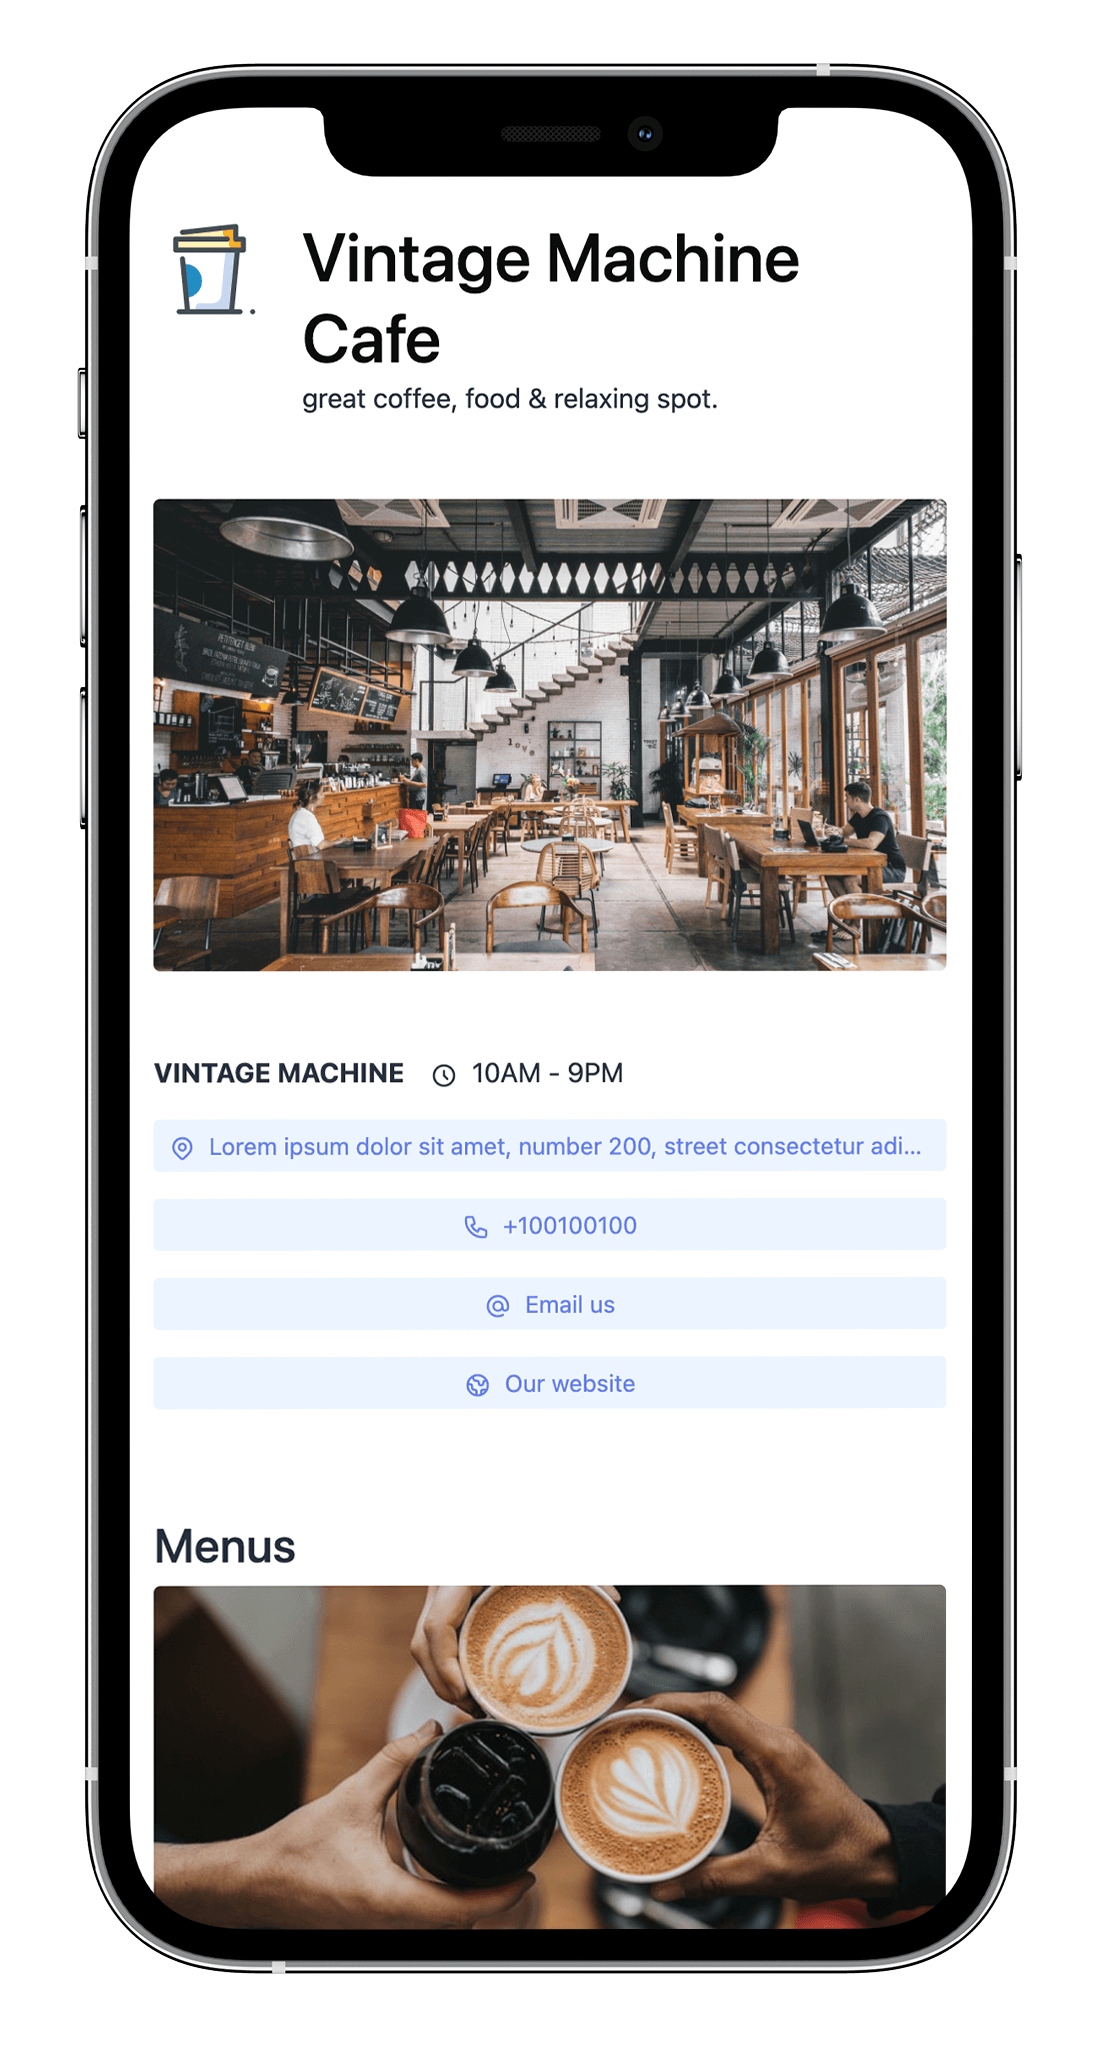 Vintage Machine
Cafe
great coffee, food & relaxing spot.
love
VINTAGE MACHINE 10AM - 9PM
Lorem ipsum dolor sit amet, number 200, street consectetur adi...
+100100100
Email us
Our website
Menus